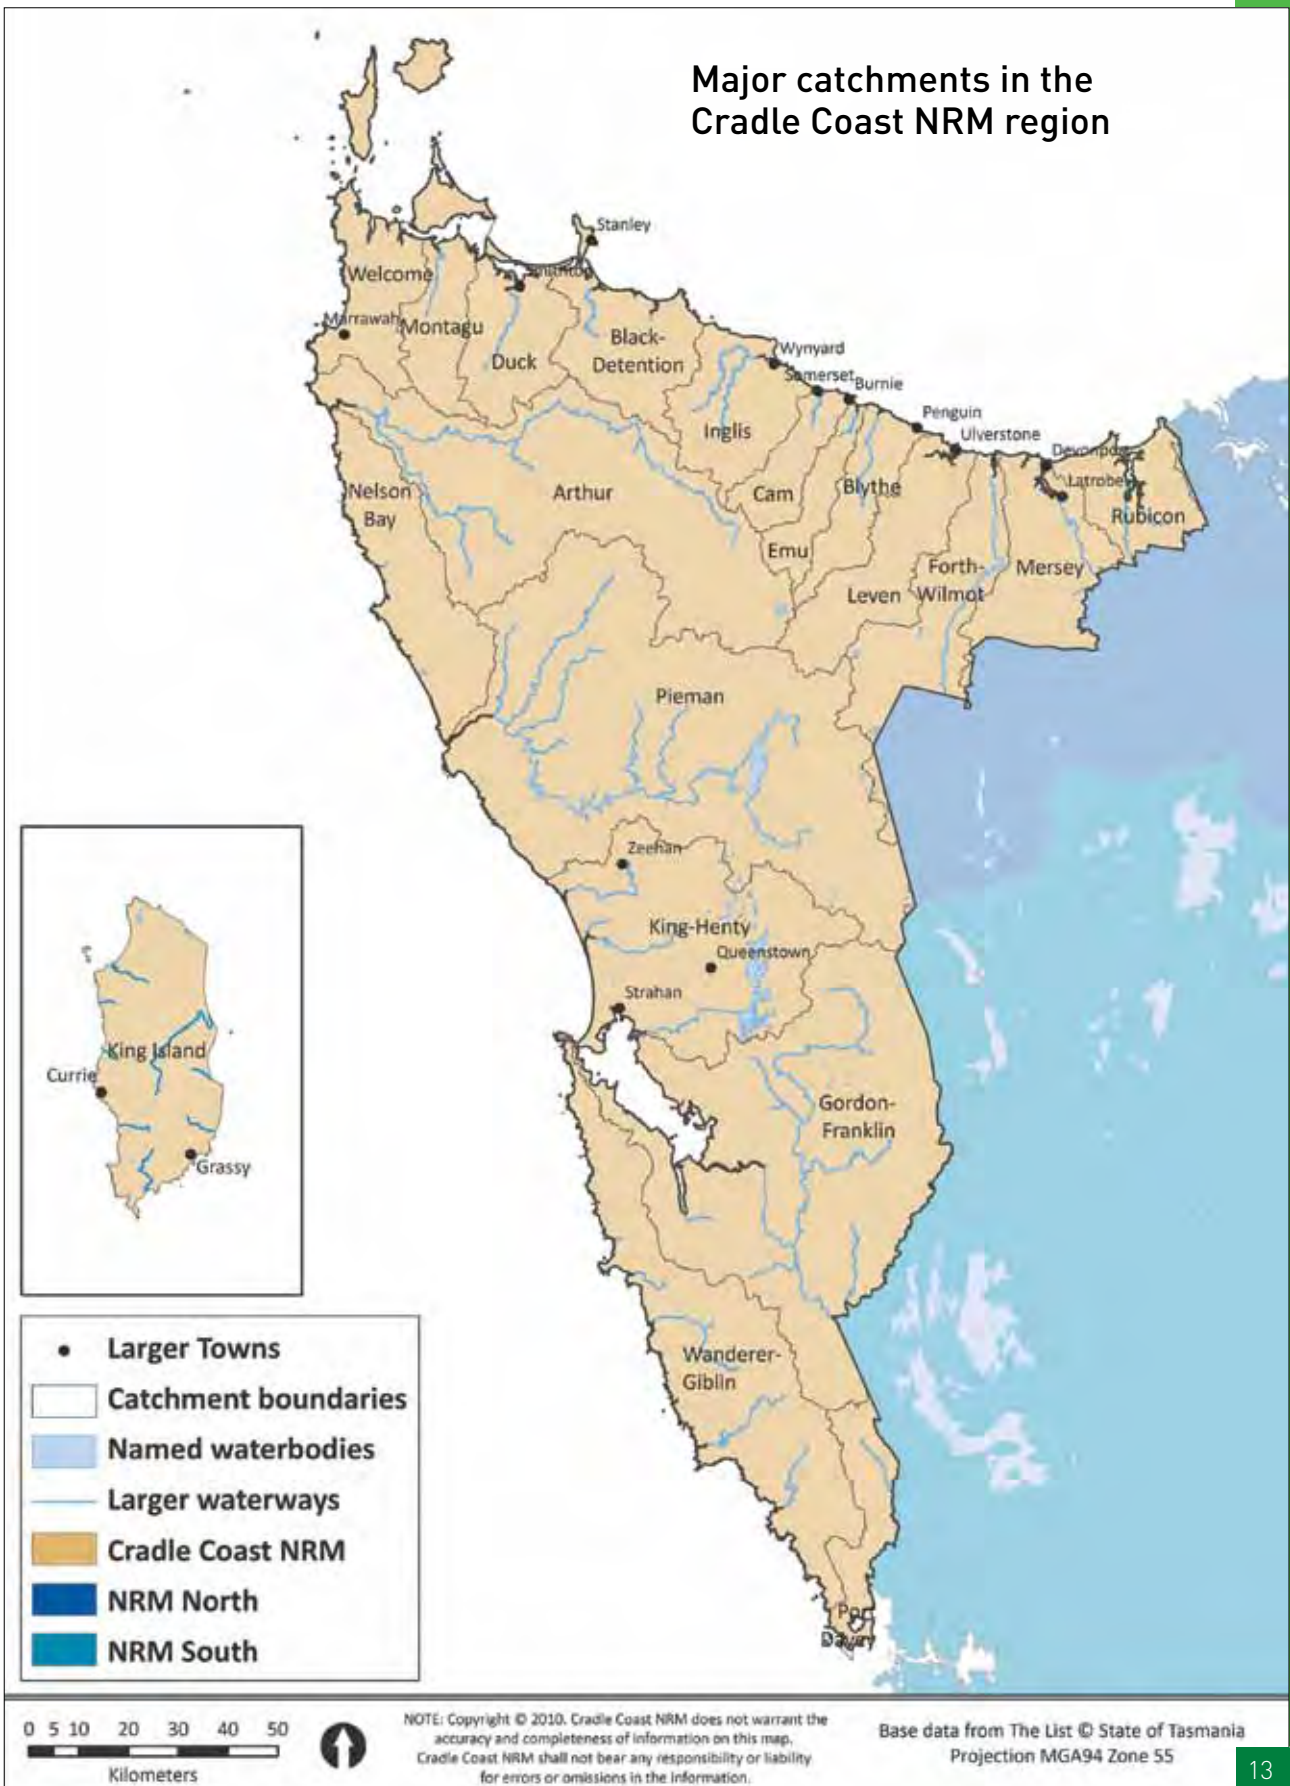 Major catchments in the
Cradle Coast NRM region
Stanley
Smithton
Welcome
Marrawah
Montagu
Duck
Black-
Detention
Wynyard
Somerset
Burnie
Inglis
Penguin
Ulverstone
Devonport
Latrobe
Rubicon
Nelson
Bay
Arthur
Cam
Blythe
Emu
Forth-
Wilmot
Mersey
Leven
Pieman
Zeehan
King-Henty
Queenstown
Strahan
King Island
Currie
Grassy
Gordon-
Franklin
Wanderer-
Giblin
Port
Davey
Larger Towns
Catchment boundaries
Named waterbodies
Larger waterways
Cradle Coast NRM
NRM North
NRM South
0 5 10 20 30 40 50
Kilometers
NOTE: Copyright © 2010. Cradle Coast NRM does not warrant the
accuracy and completeness of information on this map.
Cradle Coast NRM shall not bear any responsibility or liability
for errors or omissions in the information.
Base data from The List © State of Tasmania
Projection MGA94 Zone 55
13